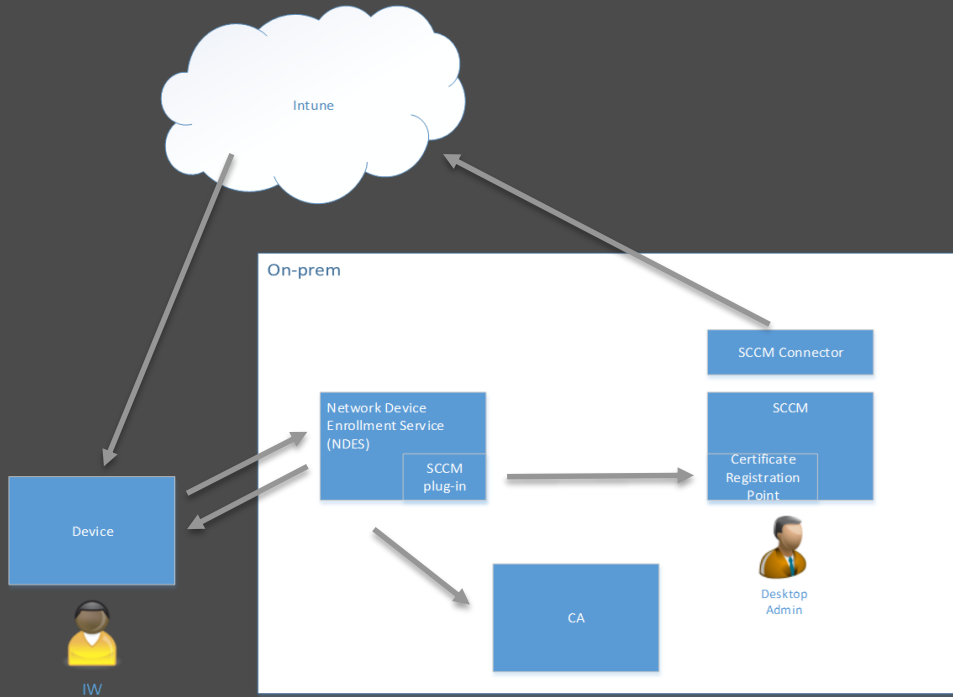 Intune
On-prem
SCCM Connector
Network Device
Enrollment Service
(NDES)
SCCM
plug-in
SCCM
Certificate
Registration
Point
Device
CA
Desktop
Admin
IW